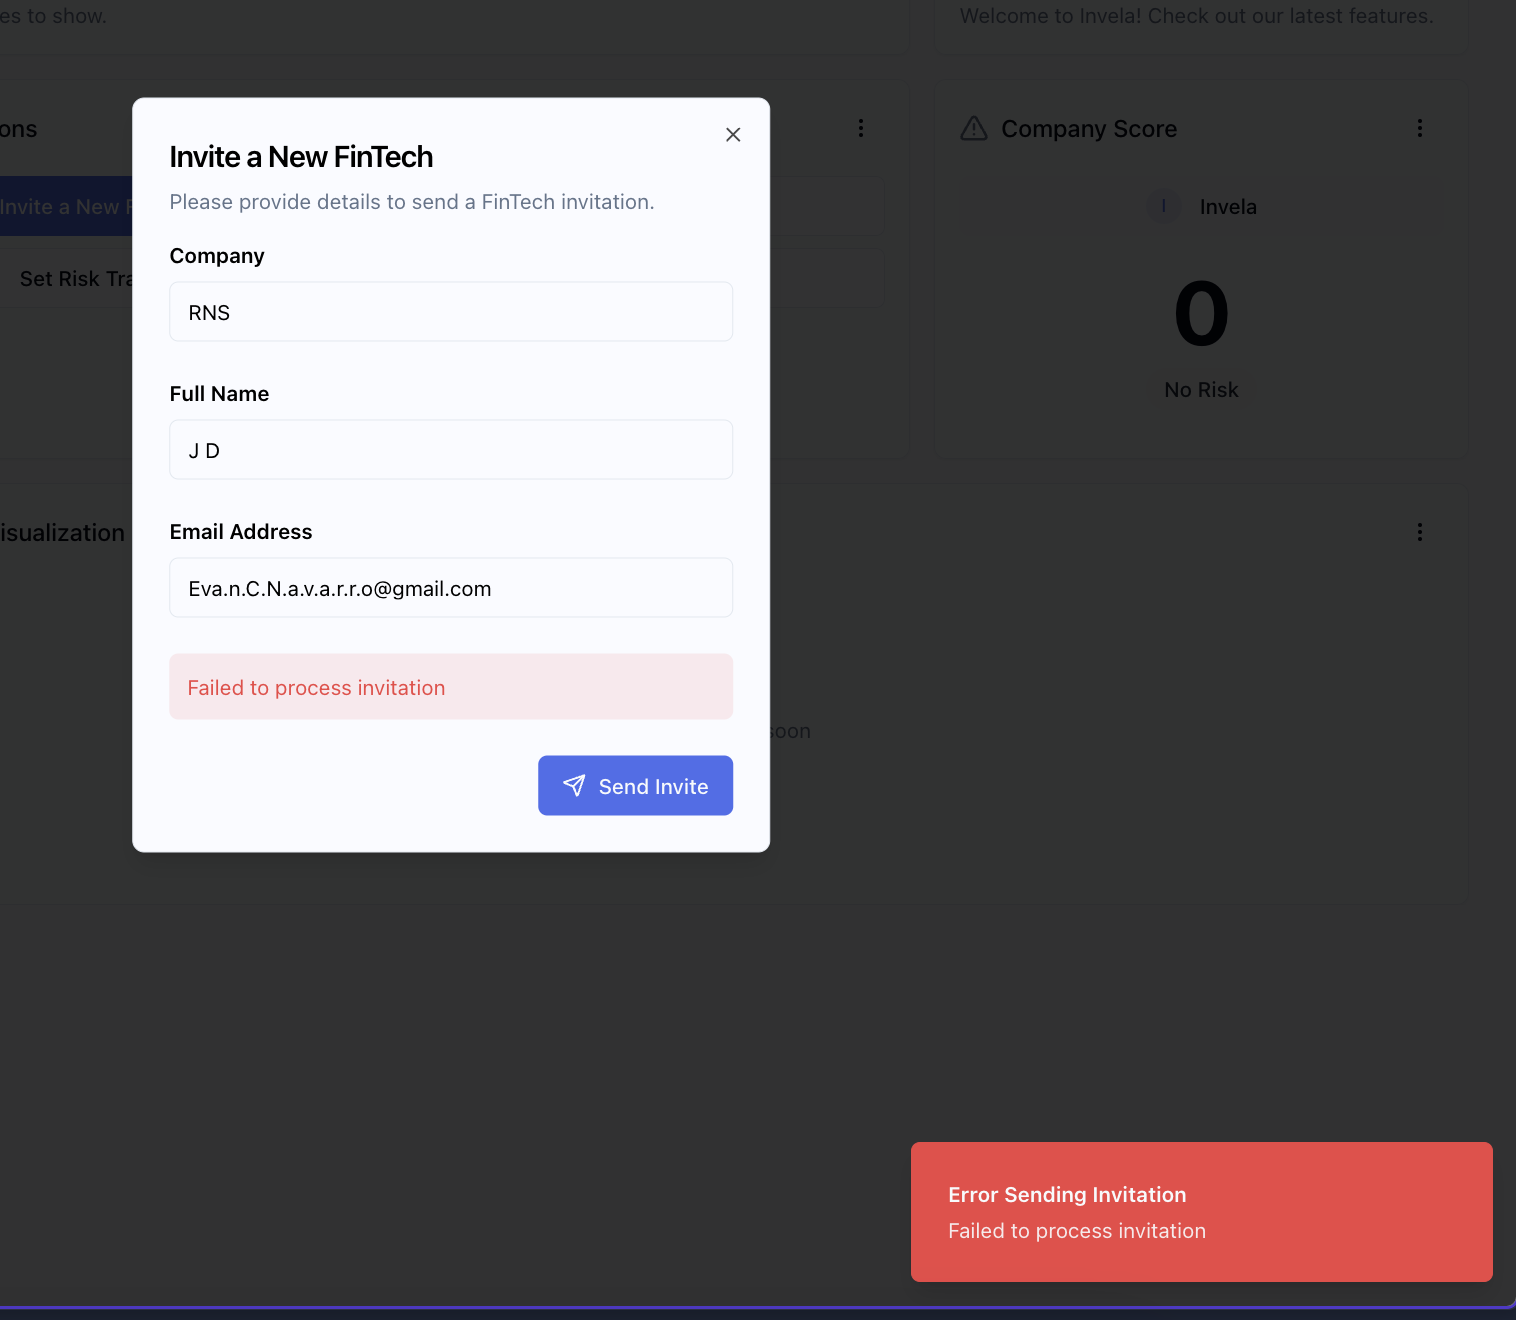 es to show.
Welcome to Invela! Check out our latest features.
ons
Company Score
Invite a New F
Set Risk Tra
I Invela
0
No Risk
isualization
soon
Invite a New FinTech
Please provide details to send a FinTech invitation.
Company
RNS
Full Name
J D
Email Address
Eva.n.C.N.a.v.a.r.r.o@gmail.com
Failed to process invitation
Send Invite
Error Sending Invitation
Failed to process invitation